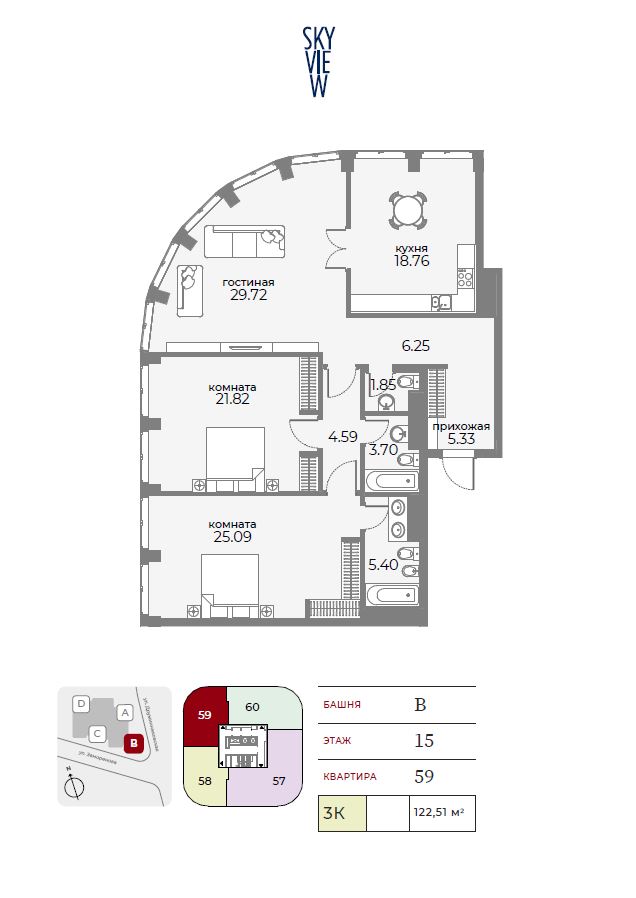 SKY
VIE
W
кухня
18.76
гостиная
29.72
6.25
комната
21.82
1.85
прихожая
5.33
4.59
3.70
комната
25.09
5.40
D
A
C
B
ул. Дружинниковская
ул. Заморенова
N
59
60
58
57
БАШНЯ
B
ЭТАЖ
15
КВАРТИРА
59
3К
122,51 м²